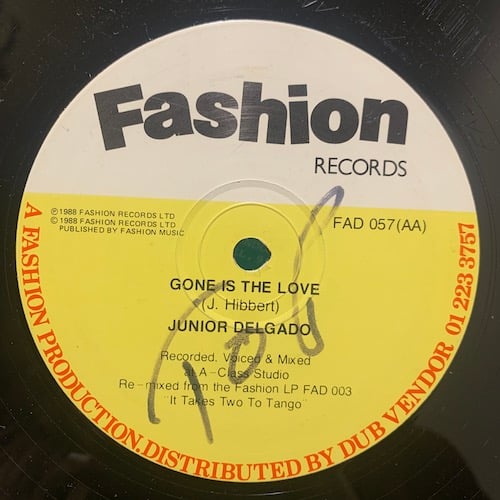 Fashion
RECORDS
℗1988 FASHION RECORDS LTD
©1988 FASHION RECORDS LTD
PUBLISHED BY FASHION MUSIC
FAD 057(AA)
GONE IS THE LOVE
(J. Hibbert)
JUNIOR DELGADO
Recorded. Voiced & Mixed
at A-Class Studio
Re-mixed from the Fashion LP FAD 003
"It Takes Two To Tango"
A FASHION PRODUCTION.DISTRIBUTED BY DUB VENDOR 01 223 3757